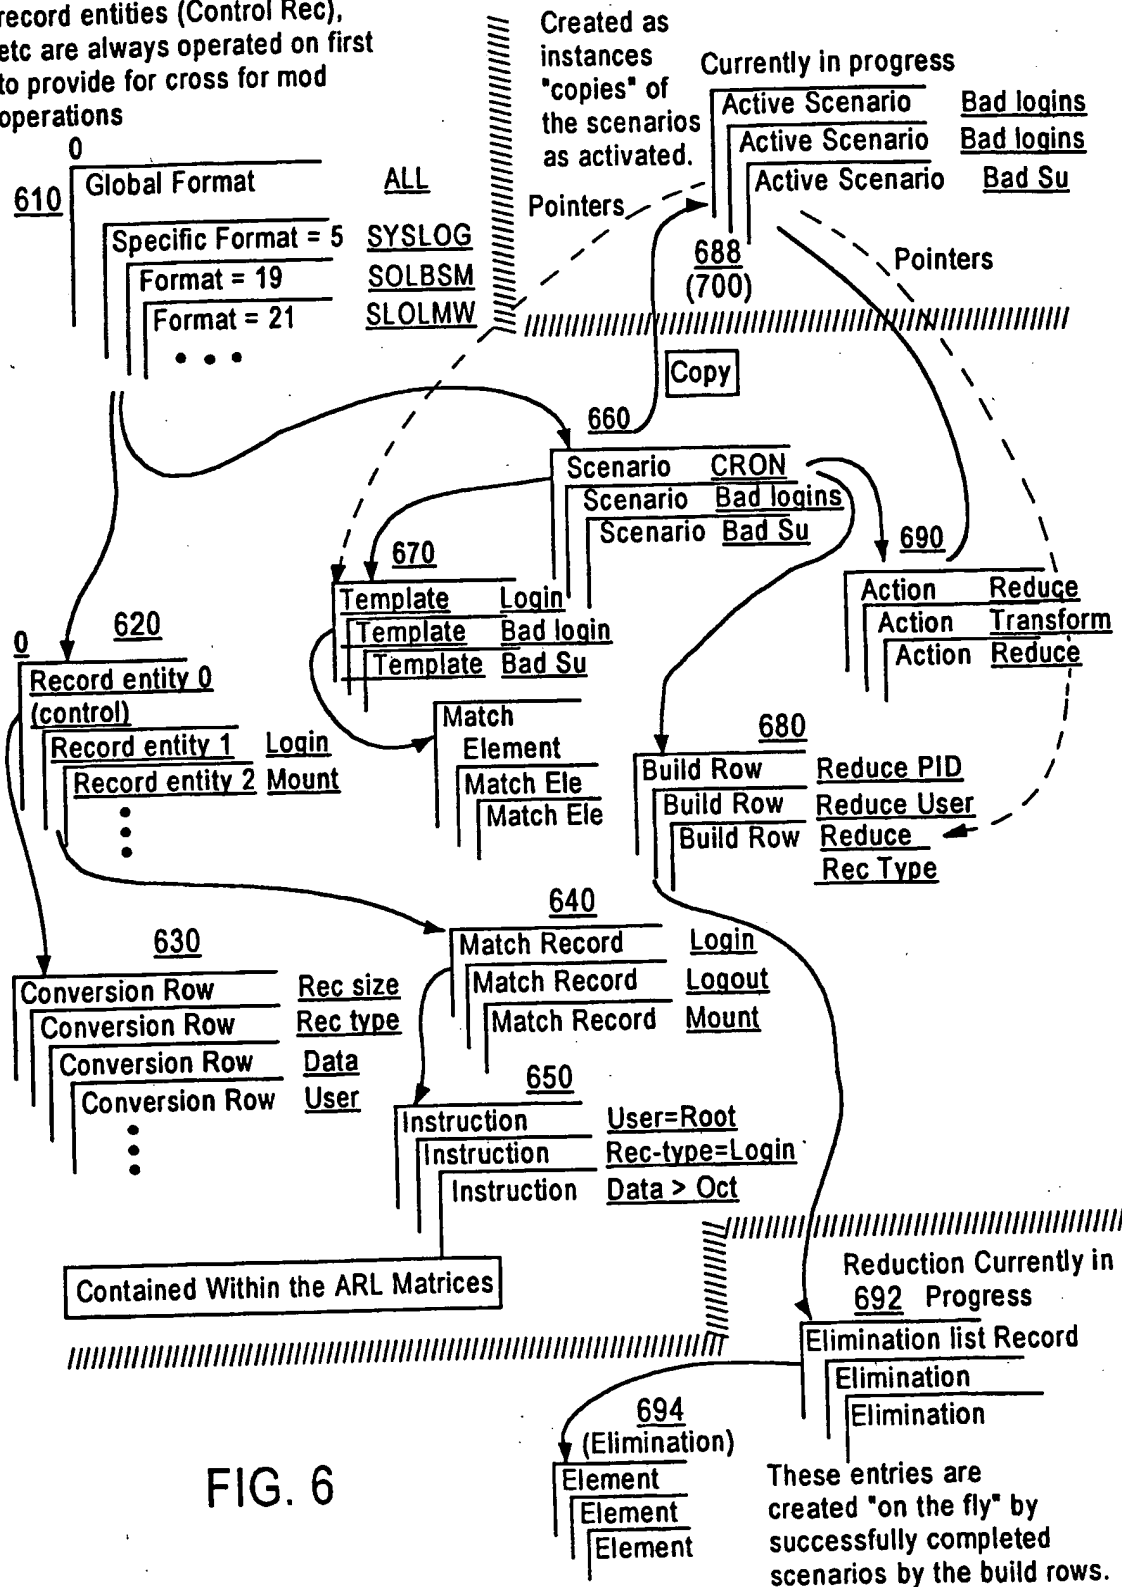 record entities (Control Rec),
etc are always operated on first
to provide for cross for mod
operations
Created as
instances
"copies" of
the scenarios
as activated.
Currently in progress
Active Scenario Bad logins
Active Scenario Bad logins
Active Scenario Bad Su
Pointers
688
(700)
Pointers
0
610
Global Format ALL
Specific Format = 5 SYSLOG
Format = 19 SOLBSM
Format = 21 SLOLMW
Copy
660
Scenario CRON
Scenario Bad logins
Scenario Bad Su
690
Action Reduce
Action Transform
Action Reduce
670
Template Login
Template Bad login
Template Bad Su
Match
Element
Match Ele
Match Ele
0
620
Record entity 0
(control)
Record entity 1 Login
Record entity 2 Mount
680
Build Row Reduce PID
Build Row Reduce User
Build Row Reduce
Rec Type
640
Match Record Login
Match Record Logout
Match Record Mount
630
Conversion Row Rec size
Conversion Row Rec type
Conversion Row Data
Conversion Row User
650
Instruction User=Root
Instruction Rec-type=Login
Instruction Data > Oct
Contained Within the ARL Matrices
Reduction Currently in
692 Progress
Elimination list Record
Elimination
Elimination
694
(Elimination)
Element
Element
Element
These entries are
created "on the fly" by
successfully completed
scenarios by the build rows.
FIG. 6